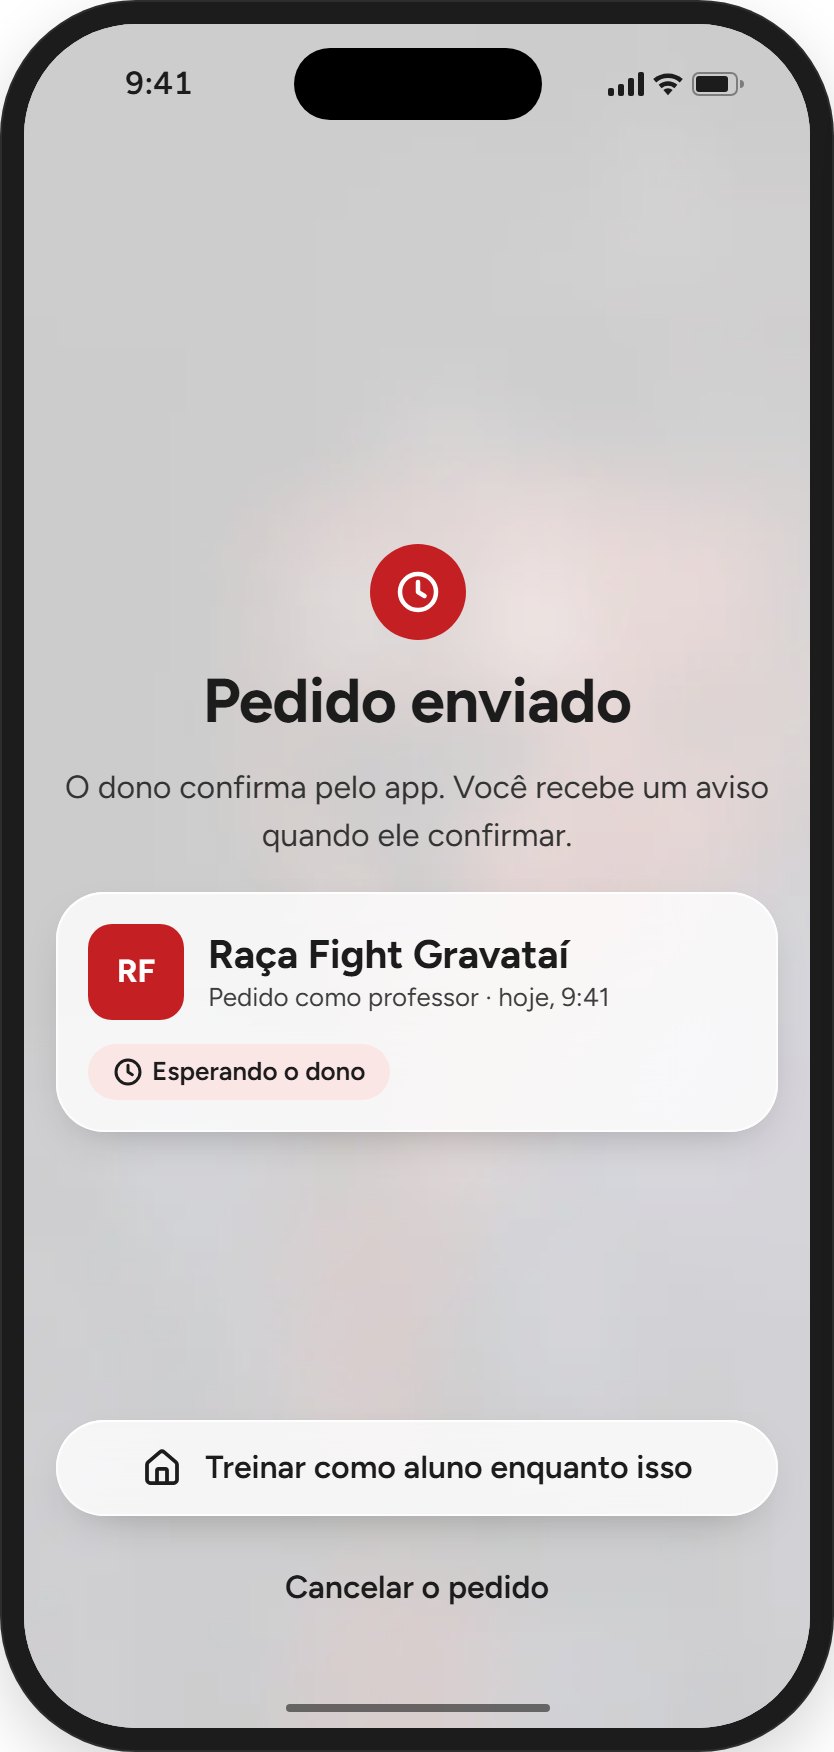 9:41
Pedido enviado
O dono confirma pelo app. Você recebe um aviso
quando ele confirmar.
RF
Raça Fight Gravataí
Pedido como professor · hoje, 9:41
Esperando o dono
Treinar como aluno enquanto isso
Cancelar o pedido